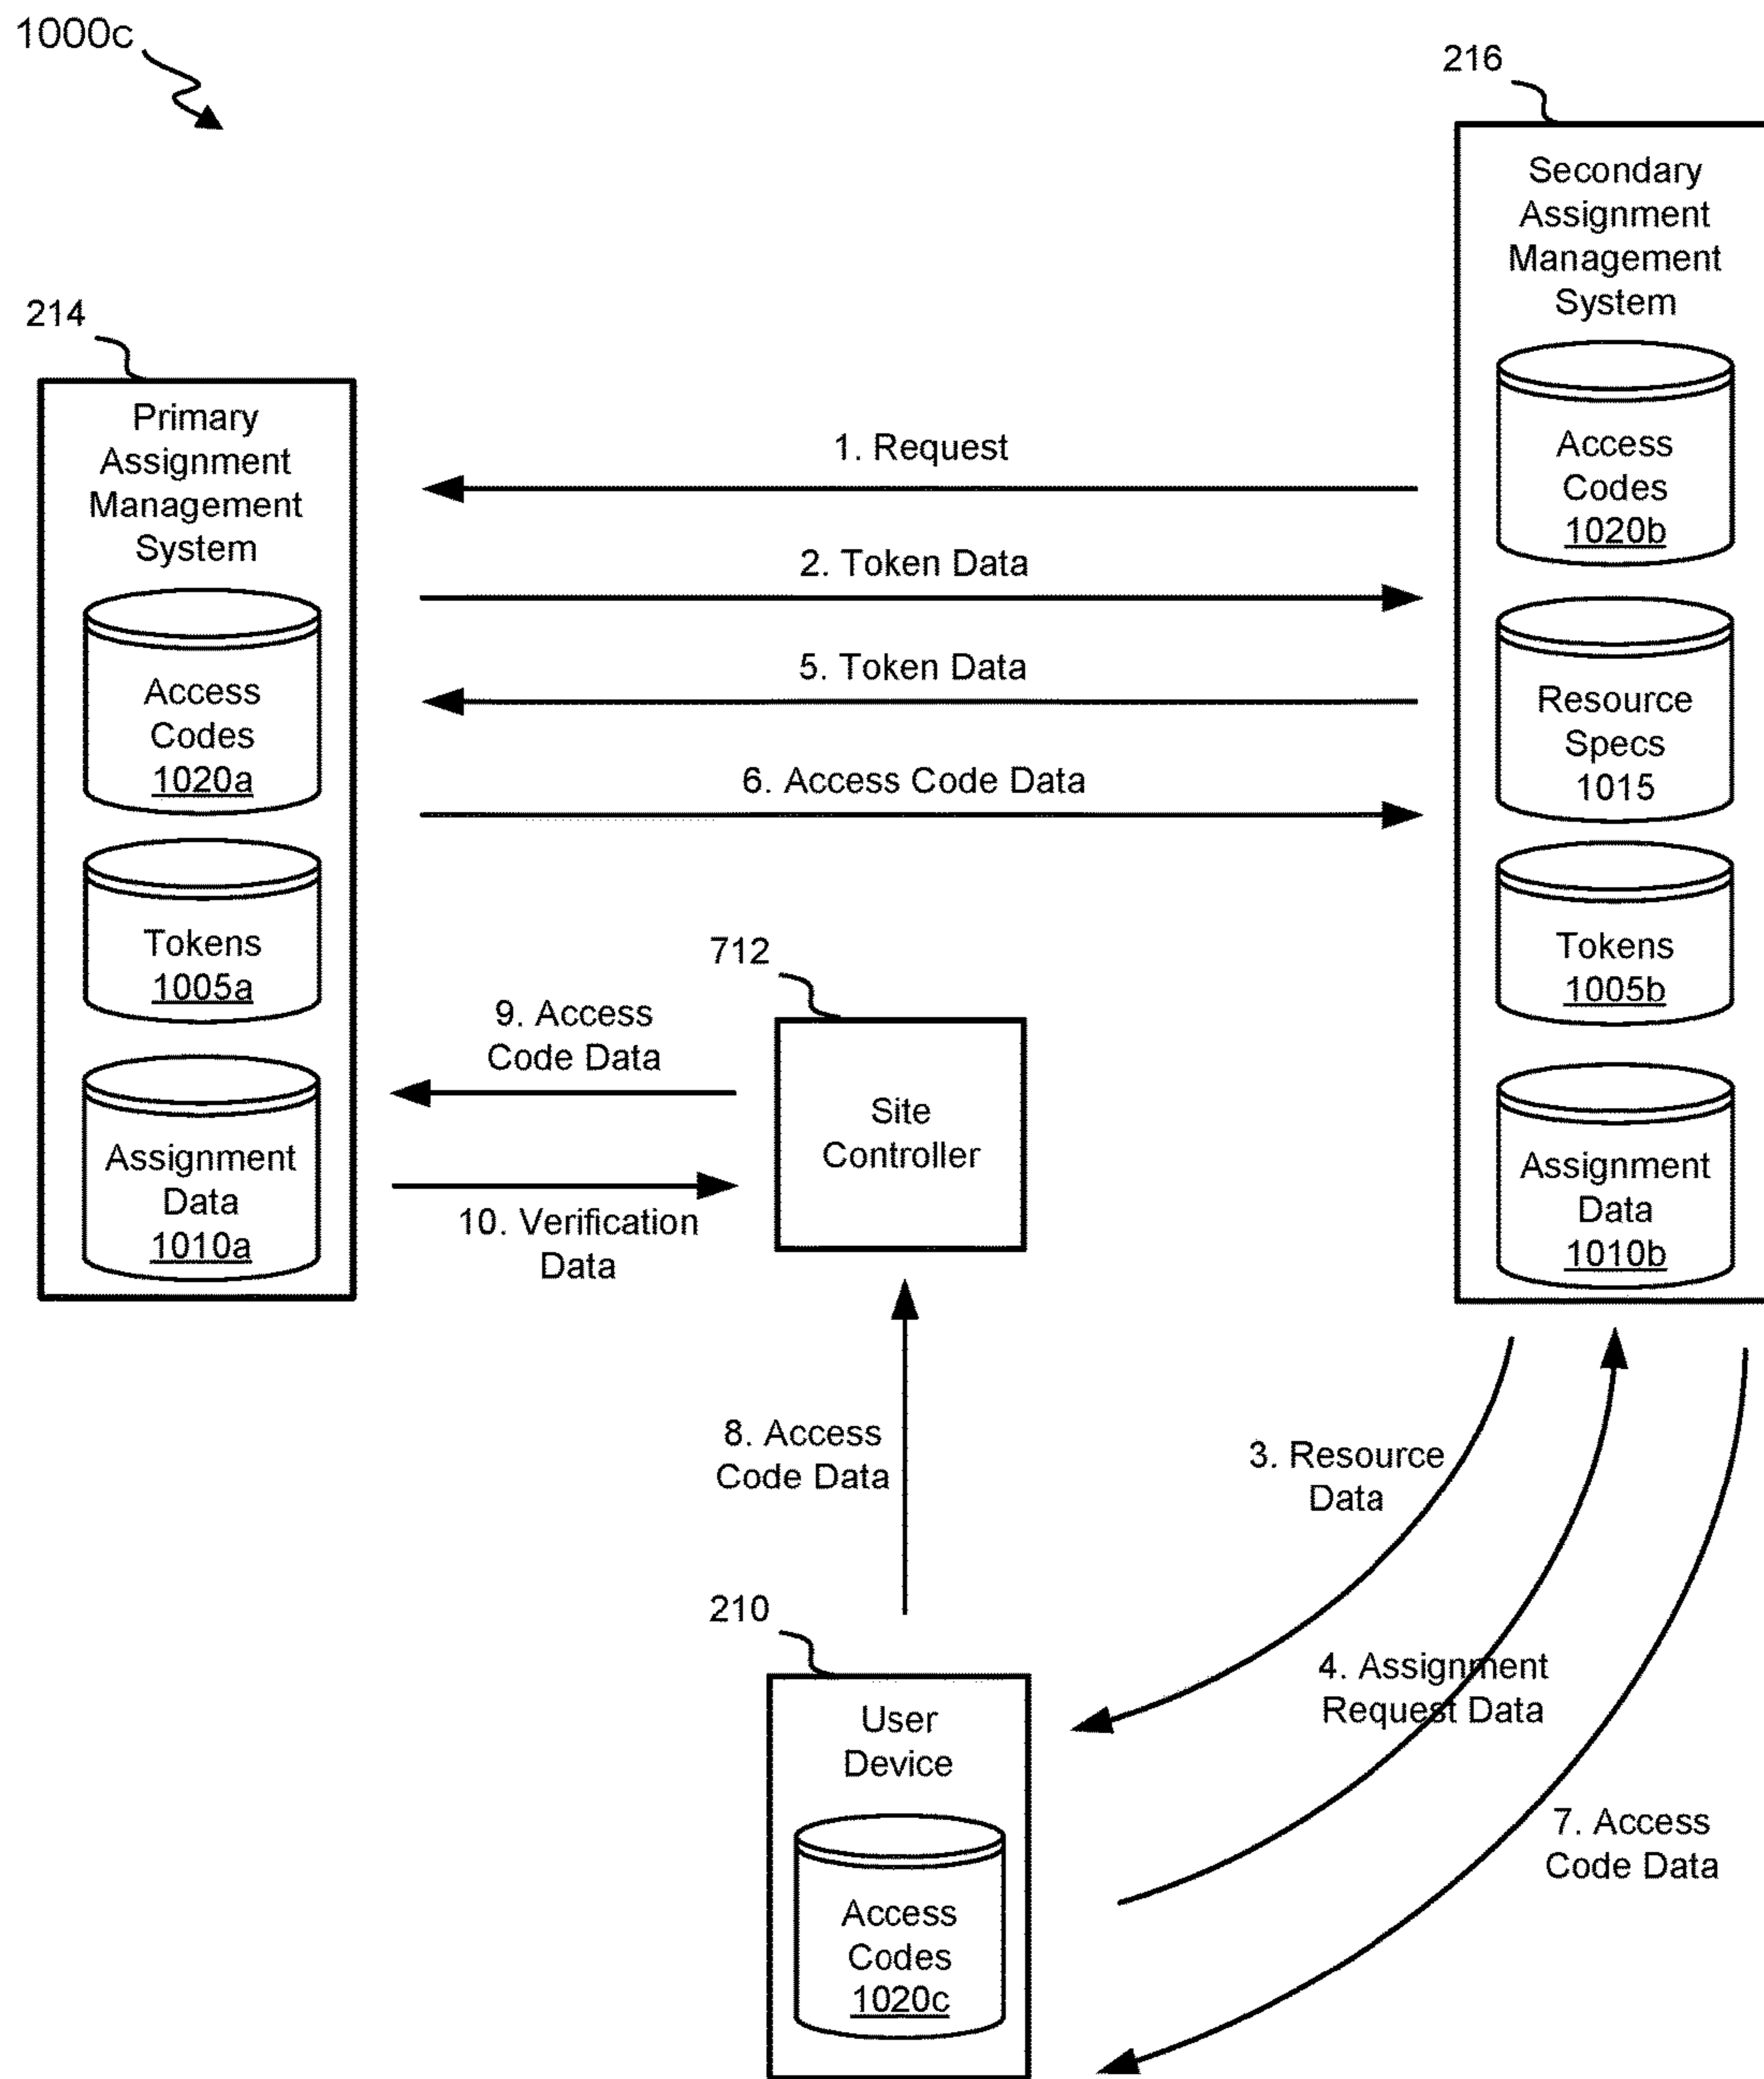 1000c
216
Secondary
Assignment
Management
System
Access
Codes
1020b
Resource
Specs
1015
Tokens
1005b
Assignment
Data
1010b
214
Primary
Assignment
Management
System
Access
Codes
1020a
Tokens
1005a
Assignment
Data
1010a
1. Request
2. Token Data
5. Token Data
6. Access Code Data
712
Site
Controller
9. Access
Code Data
10. Verification
Data
8. Access
Code Data
3. Resource
Data
4. Assignment
Request Data
7. Access
Code Data
210
User
Device
Access
Codes
1020c